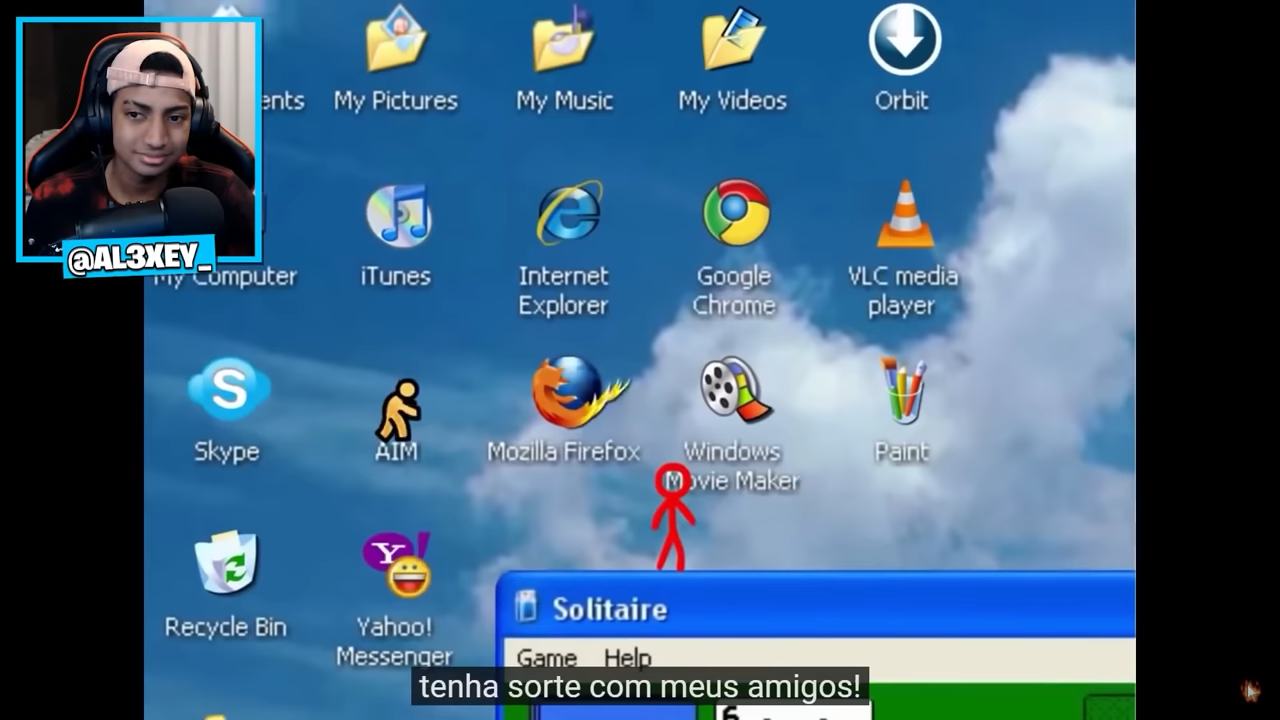 ents
My Pictures
My Music
My Videos
Orbit
@AL3XEY_
My Computer
iTunes
Internet
Explorer
Google
Chrome
VLC media
player
S
Skype
AIM
Mozilla Firefox
Windows
Movie Maker
Paint
Y!
Recycle Bin
Yahoo!
Messenger
Solitaire
Game Help
tenha sorte com meus amigos!
6